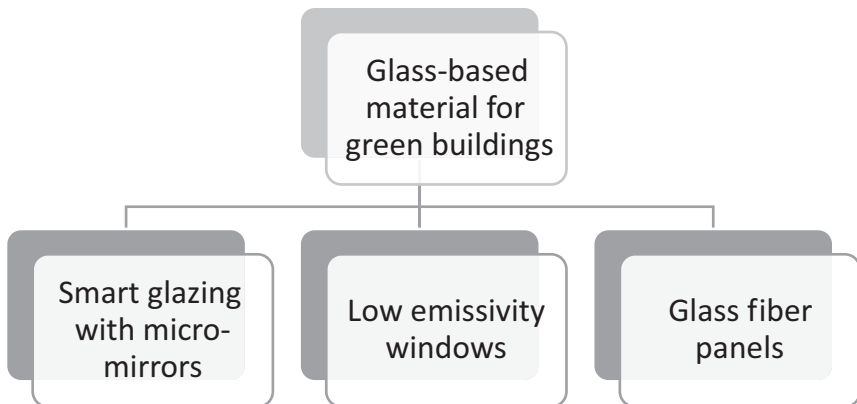 Glass-based
material for
green buildings
Smart glazing
with micro-
mirrors
Low emissivity
windows
Glass fiber
panels